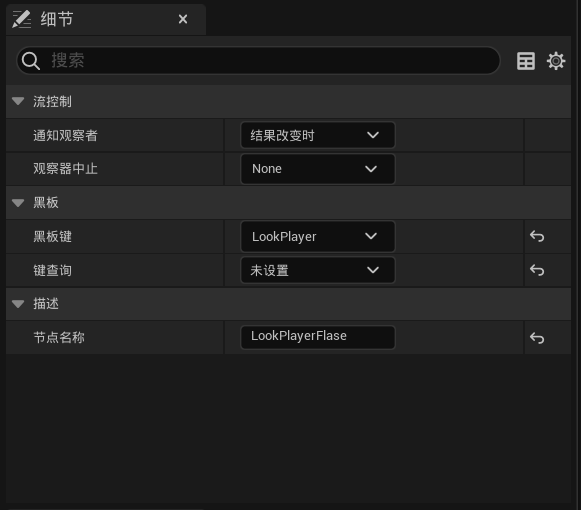 细节
搜索
流控制
通知观察者 结果改变时
观察器中止 None
黑板
黑板键 LookPlayer
键查询 未设置
描述
节点名称 LookPlayerFlase